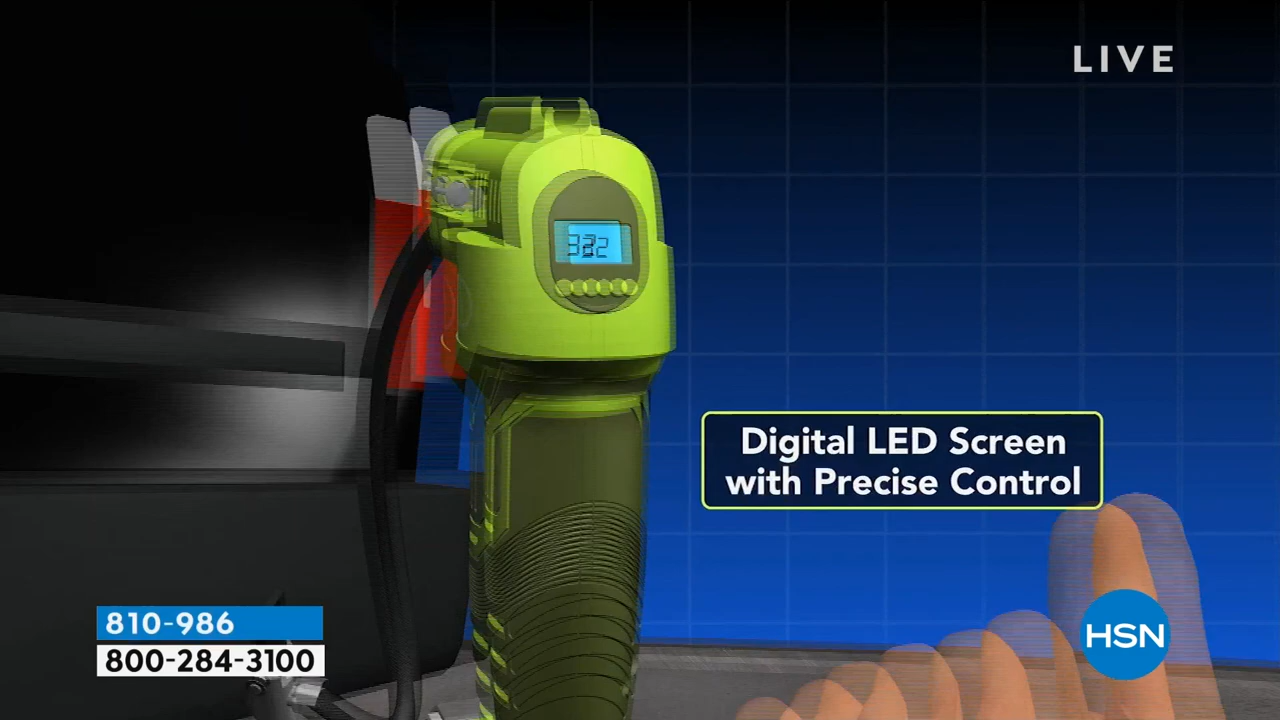 LIVE
Digital LED Screen
with Precise Control
810-986
800-284-3100
HSN